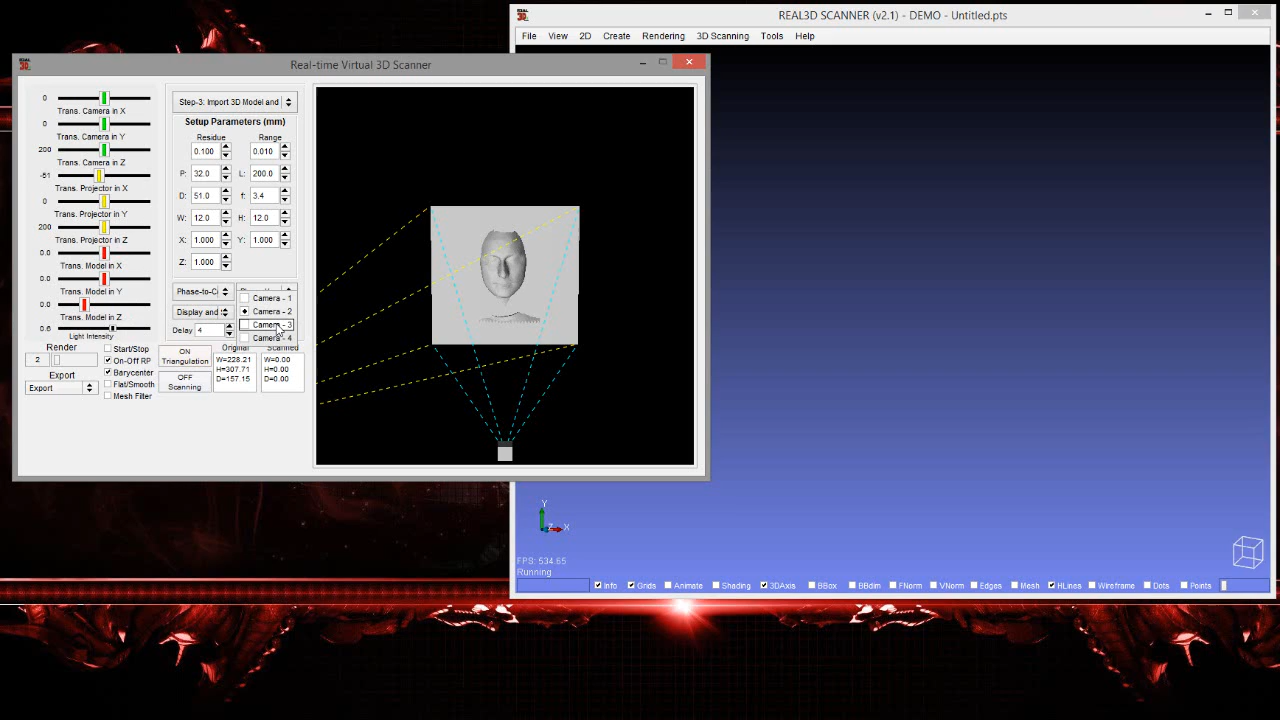 REAL3D SCANNER (v2.1) - DEMO - Untitled.pts
File View 2D Create Rendering 3D Scanning Tools Help
Real-time Virtual 3D Scanner
0
Trans. Camera in X
0
Trans. Camera in Y
200
Trans. Camera in Z
-51
Trans. Projector in X
0
Trans. Projector in Y
200
Trans. Projector in Z
0.0
Trans. Model in X
0.0
Trans. Model in Y
0.0
Trans. Model in Z
0.6
Light Intensity
Render
2
Export
Export
Start/Stop
On-Off RP
Barycenter
Flat/Smooth
Mesh Filter
Step-3: Import 3D Model and
Setup Parameters (mm)
Residue Range
0.100 0.010
P: 32.0 L: 200.0
D: 51.0 f: 3.4
W: 12.0 H: 12.0
X: 1.000 Y: 1.000
Z: 1.000
Phase-to-C
Display and
Delay 4
Camera - 1
Camera - 2
Camera - 3
Camera - 4
ON
Triangulation
OFF
Scanning
Original Scanned
W=228.21 W=0.00
H=307.71 H=0.00
D=157.15 D=0.00
Y
Z X
FPS: 534.65
Running
Info Grids Animate Shading 3DAxis BBox BBdim FNorm VNorm Edges Mesh HLines Wireframe Dots Points